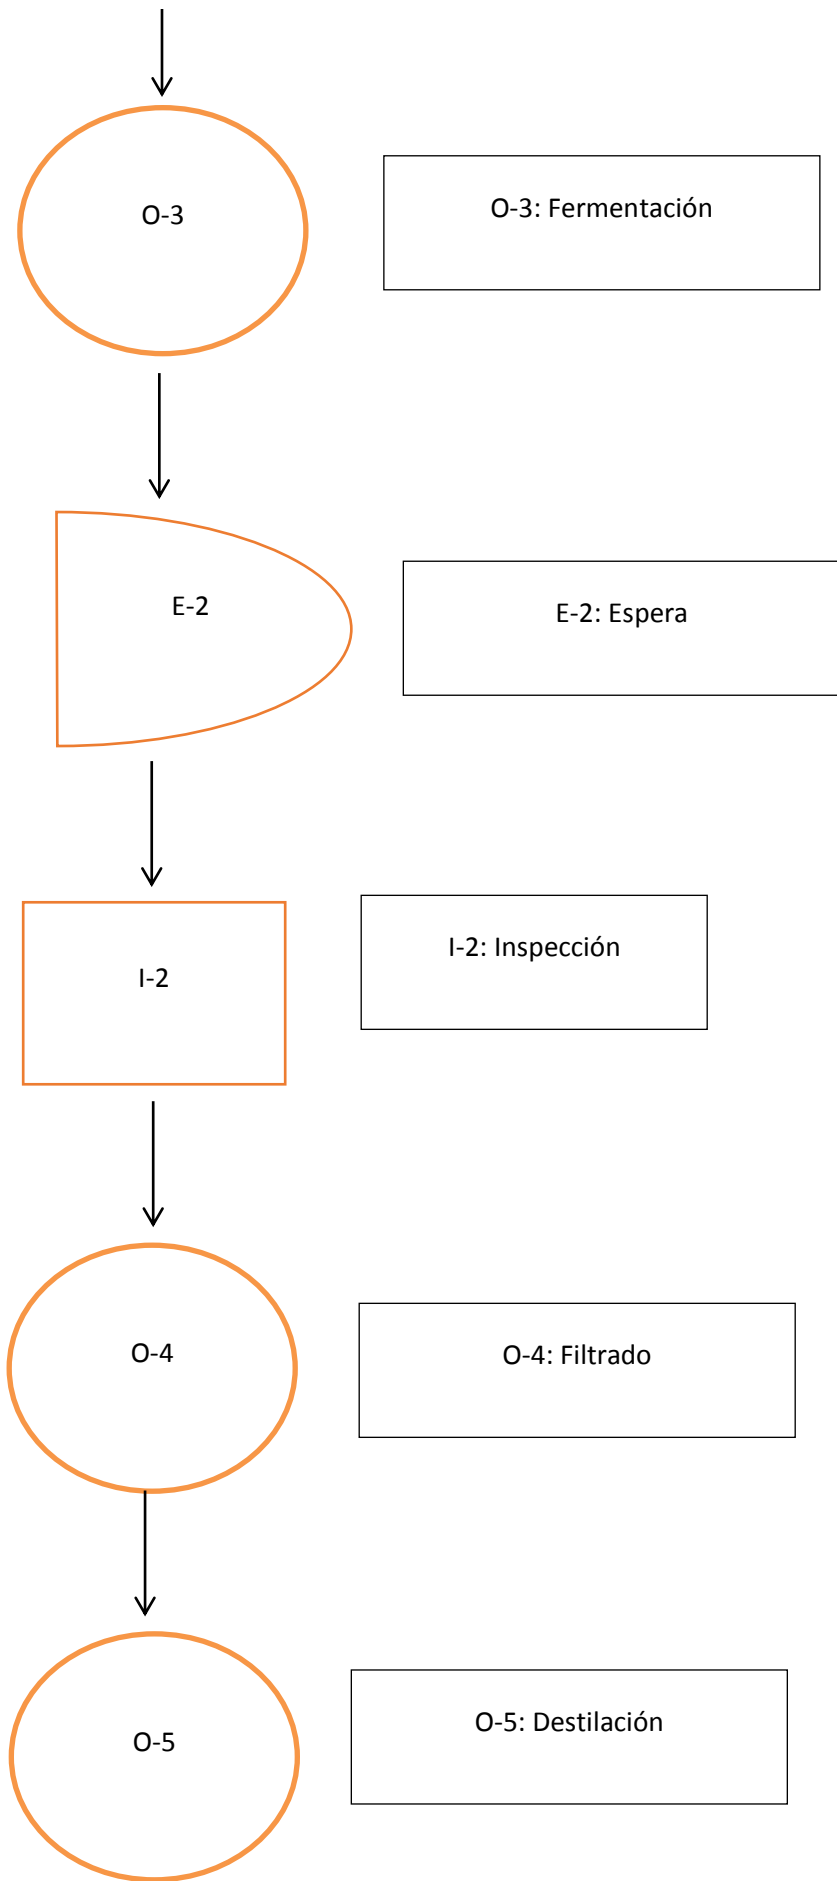 O-3
O-3: Fermentación
E-2
E-2: Espera
I-2
I-2: Inspección
O-4
O-4: Filtrado
O-5
O-5: Destilación